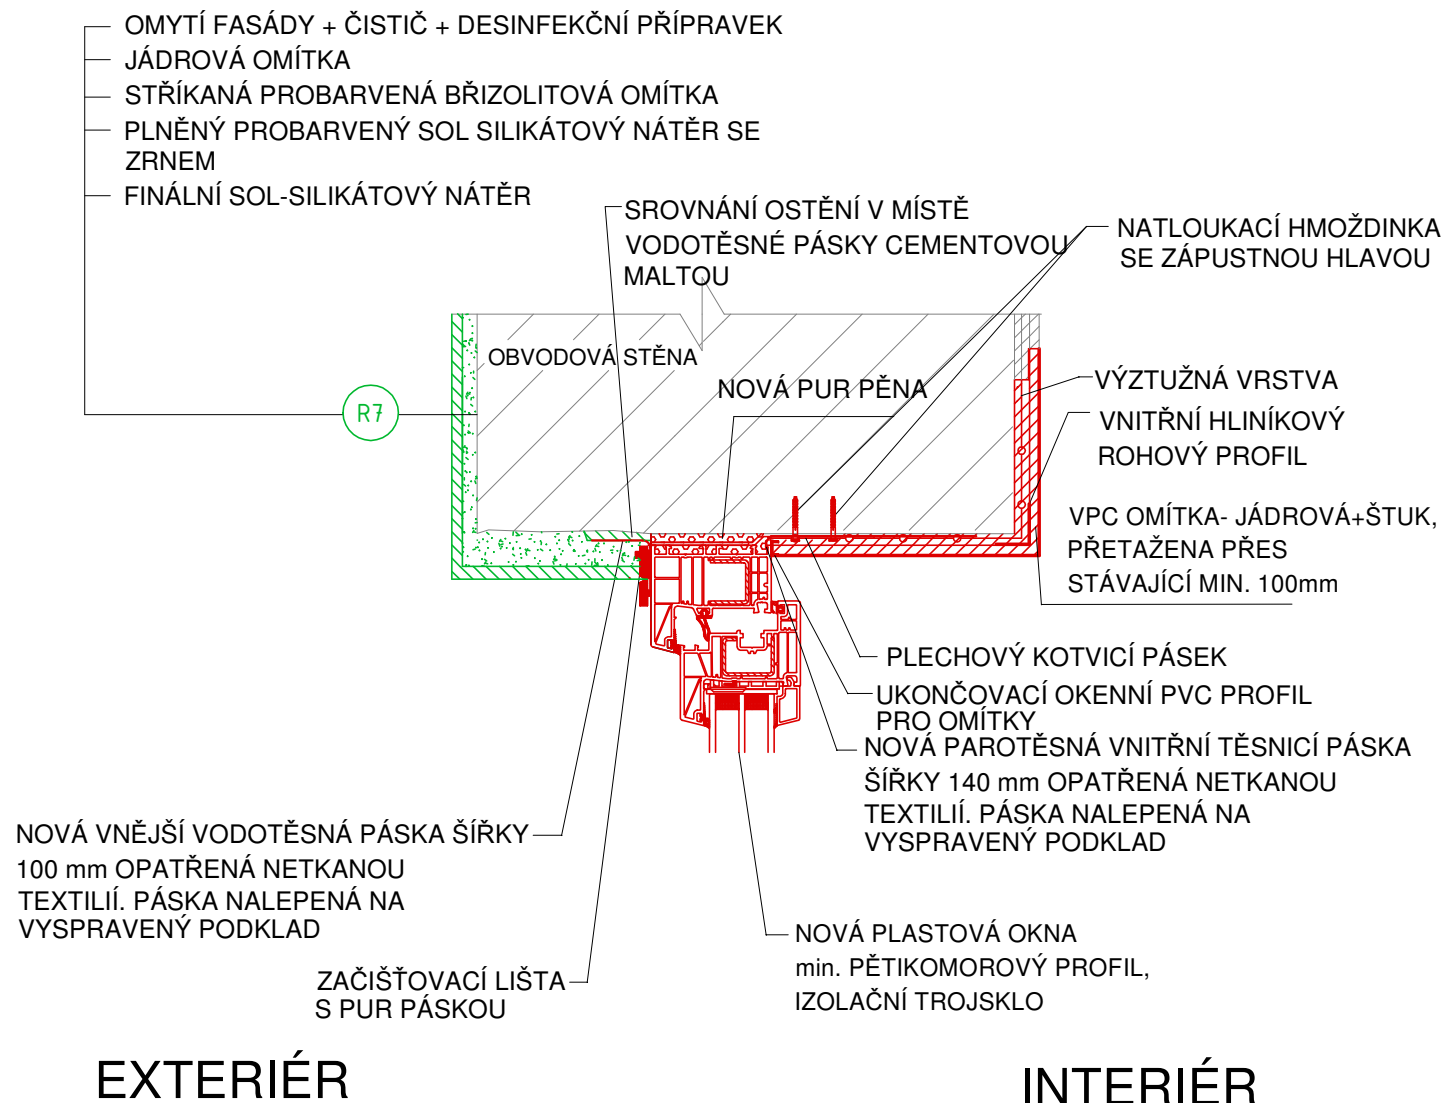 OMYTÍ FASÁDY + ČISTIČ + DESINFEKČNÍ PŘÍPRAVEK
JÁDROVÁ OMÍTKA
STŘÍKANÁ PROBARVENÁ BŘIZOLITOVÁ OMÍTKA
PLNĚNÝ PROBARVENÝ SOL SILIKÁTOVÝ NÁTĚR SE
ZRNEM
FINÁLNÍ SOL-SILIKÁTOVÝ NÁTĚR
SROVNÁNÍ OSTĚNÍ V MÍSTĚ
VODOTĚSNÉ PÁSKY CEMENTOVOU
MALTOU
NATLOUKACÍ HMOŽDINKA
SE ZÁPUSTNOU HLAVOU
OBVODOVÁ STĚNA
NOVÁ PUR PĚNA
R7
VÝZTUŽNÁ VRSTVA
VNITŘNÍ HLINÍKOVÝ
ROHOVÝ PROFIL
VPC OMÍTKA- JÁDROVÁ+ŠTUK,
PŘETAŽENA PŘES
STÁVAJÍCÍ MIN. 100mm
PLECHOVÝ KOTVICÍ PÁSEK
UKONČOVACÍ OKENNÍ PVC PROFIL
PRO OMÍTKY
NOVÁ PAROTĚSNÁ VNITŘNÍ TĚSNICÍ PÁSKA
ŠÍŘKY 140 mm OPATŘENÁ NETKANOU
TEXTILIÍ. PÁSKA NALEPENÁ NA
VYSPRAVENÝ PODKLAD
NOVÁ VNĚJŠÍ VODOTĚSNÁ PÁSKA ŠÍŘKY
100 mm OPATŘENÁ NETKANOU
TEXTILIÍ. PÁSKA NALEPENÁ NA
VYSPRAVENÝ PODKLAD
ZAČIŠŤOVACÍ LIŠTA
S PUR PÁSKOU
NOVÁ PLASTOVÁ OKNA
min. PĚTIKOMOROVÝ PROFIL,
IZOLAČNÍ TROJSKLO
EXTERIÉR
INTERIÉR